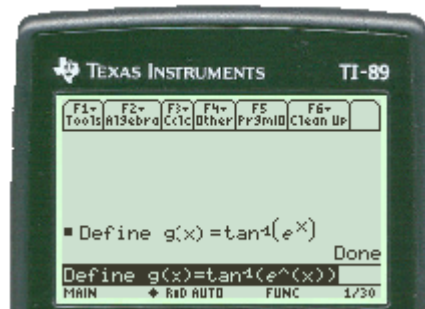 TEXAS INSTRUMENTS TI-89
F1▾ F2▾ F3▾ F4▾ F5 F6▾
Tools Algebra Calc Other PrgmIO Clean Up
▪ Define g(x)=tan⁻¹(eˣ)
Done
Define g(x)=tan⁻¹(e^(x))
MAIN ◆ RAD AUTO FUNC 1/30